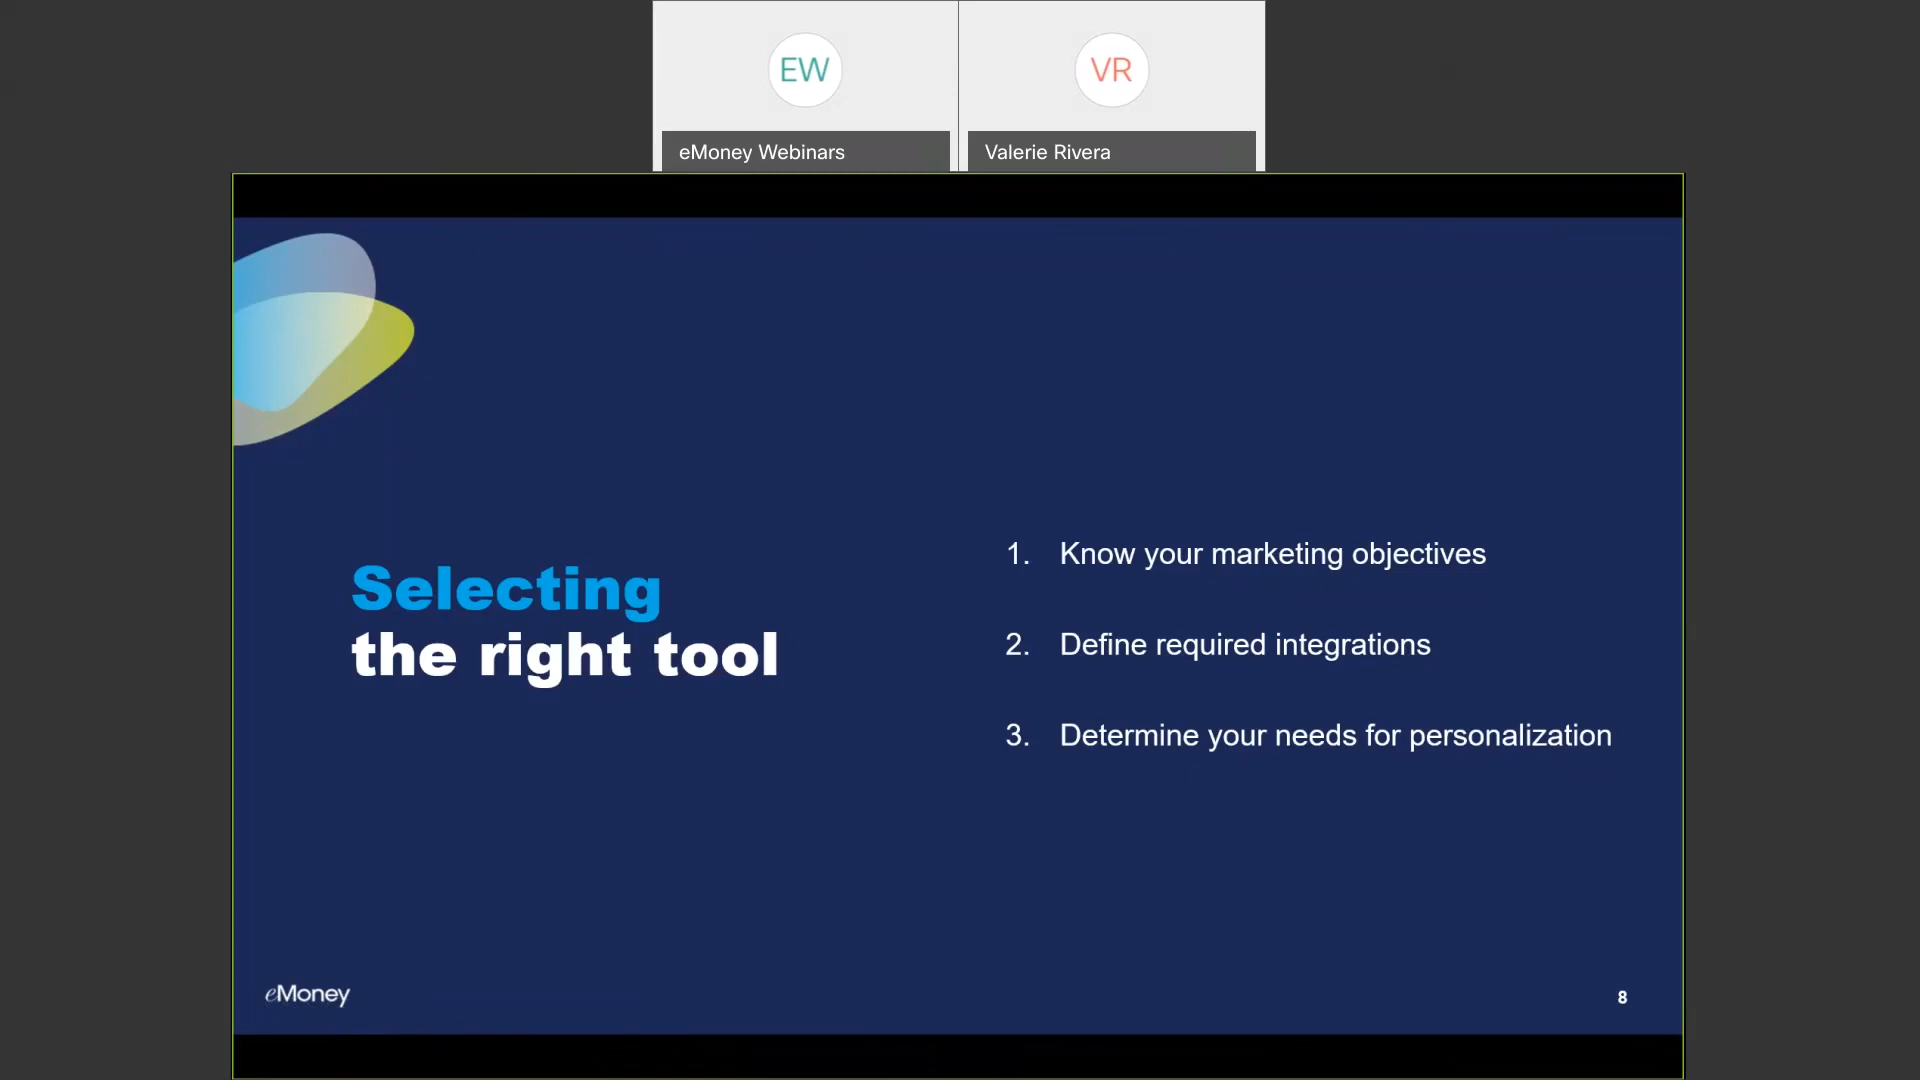 EW
VR
eMoney Webinars
Valerie Rivera
Selecting
the right tool
1. Know your marketing objectives
2. Define required integrations
3. Determine your needs for personalization
eMoney
8